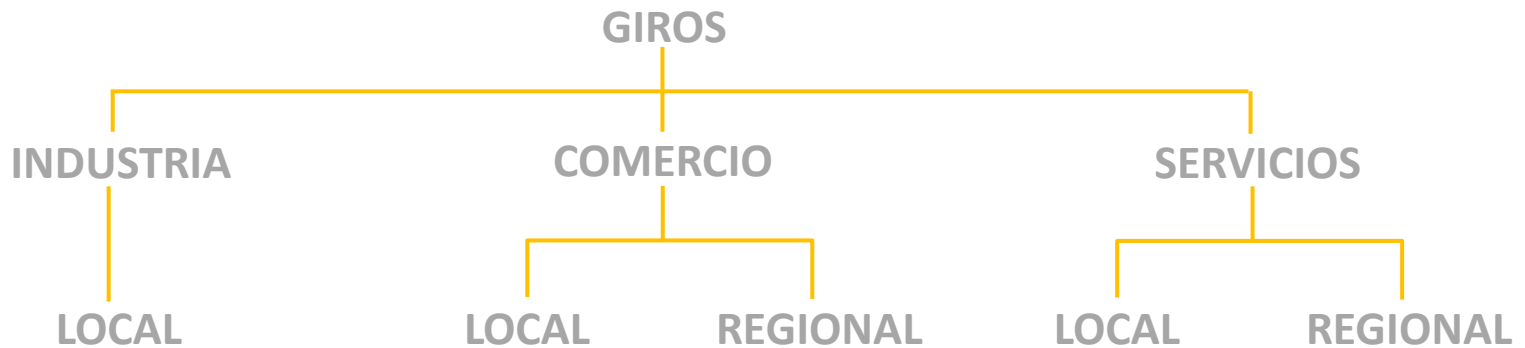 GIROS
INDUSTRIA COMERCIO SERVICIOS
LOCAL LOCAL REGIONAL LOCAL REGIONAL